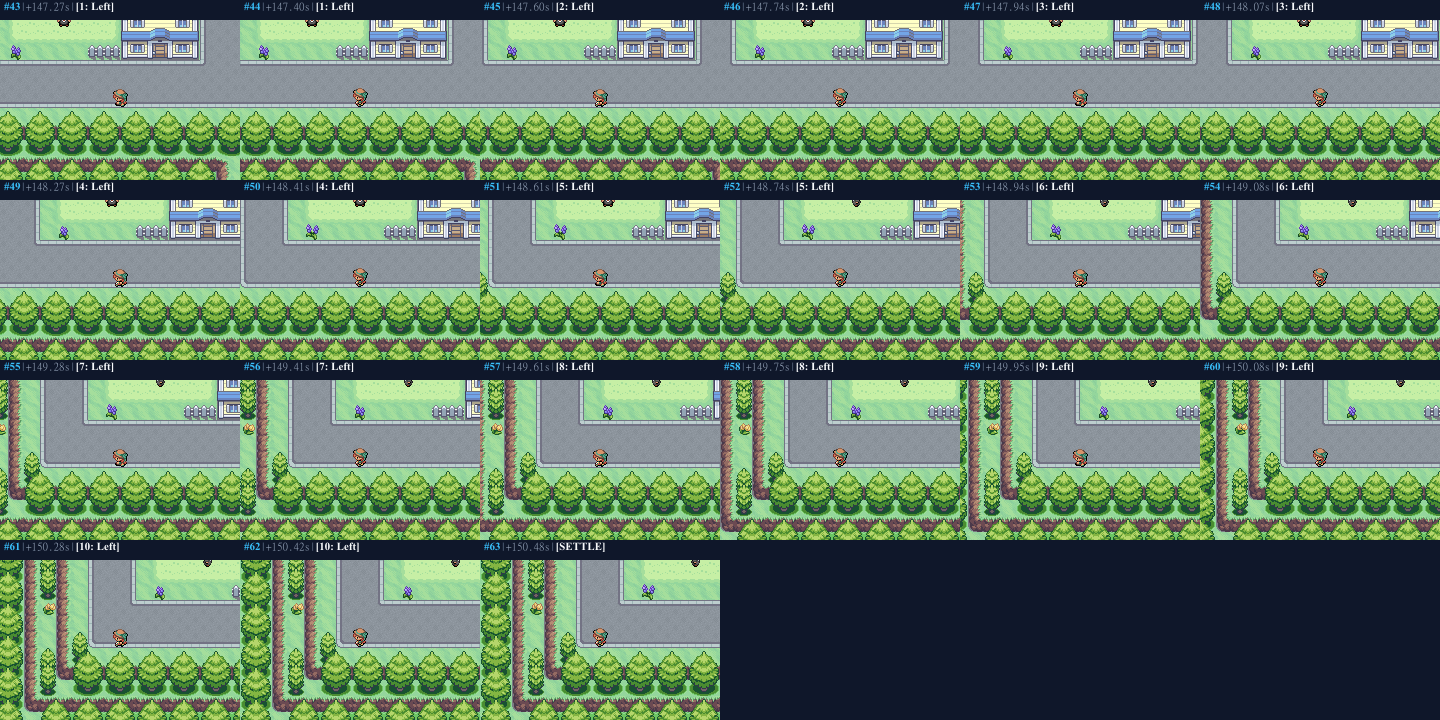 #43|+147.27s|[1: Left]
#44|+147.40s|[1: Left]
#45|+147.60s|[2: Left]
#46|+147.74s|[2: Left]
#47|+147.94s|[3: Left]
#48|+148.07s|[3: Left]
#49|+148.27s|[4: Left]
#50|+148.41s|[4: Left]
#51|+148.61s|[5: Left]
#52|+148.74s|[5: Left]
#53|+148.94s|[6: Left]
#54|+149.08s|[6: Left]
#55|+149.28s|[7: Left]
#56|+149.41s|[7: Left]
#57|+149.61s|[8: Left]
#58|+149.75s|[8: Left]
#59|+149.95s|[9: Left]
#60|+150.08s|[9: Left]
#61|+150.28s|[10: Left]
#62|+150.42s|[10: Left]
#63|+150.48s|[SETTLE]